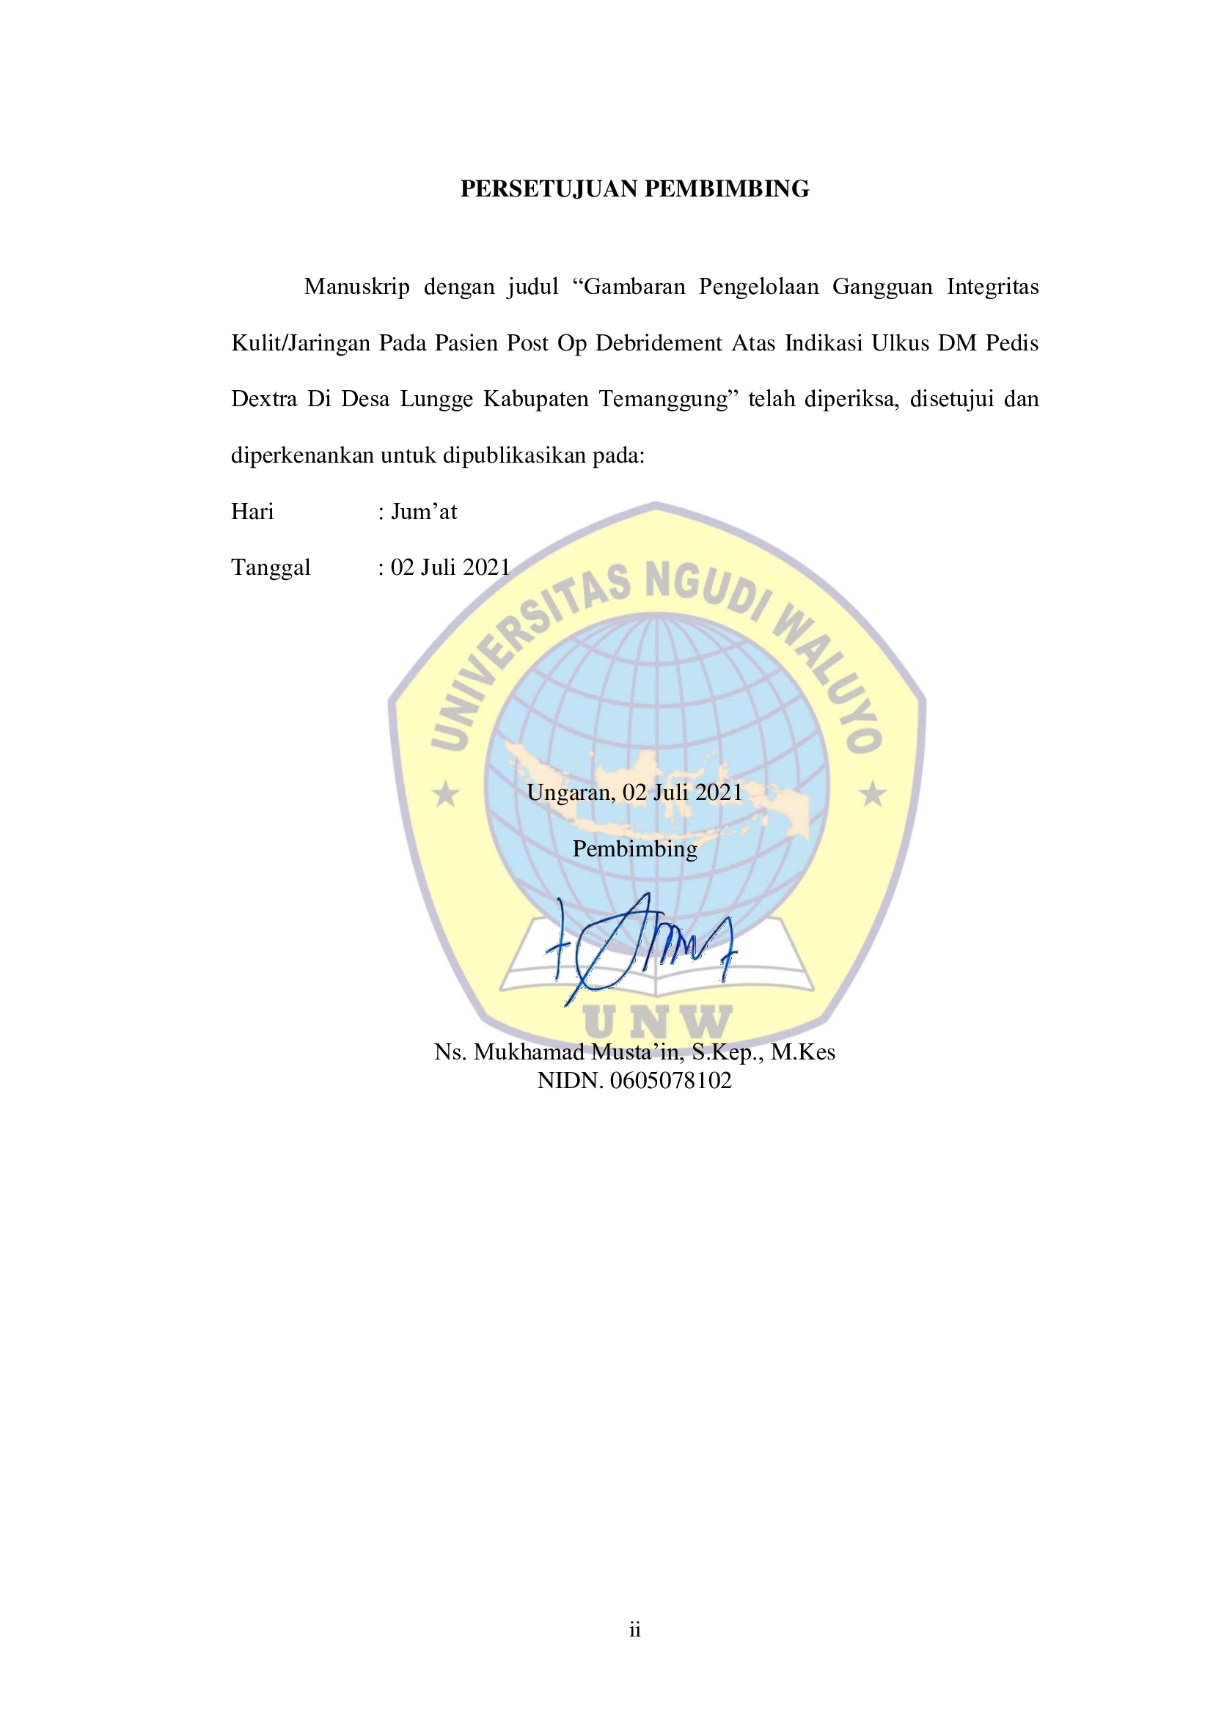 PERSETUJUAN PEMBIMBING
Manuskrip dengan judul “Gambaran Pengelolaan Gangguan Integritas
Kulit/Jaringan Pada Pasien Post Op Debridement Atas Indikasi Ulkus DM Pedis
Dextra Di Desa Lungge Kabupaten Temanggung” telah diperiksa, disetujui dan
diperkenankan untuk dipublikasikan pada:
Hari : Jum’at
Tanggal : 02 Juli 2021
UNIVERSITAS NGUDI WALUYO
Ungaran, 02 Juli 2021
Pembimbing
UNW
Ns. Mukhamad Musta’in, S.Kep., M.Kes
NIDN. 0605078102
ii